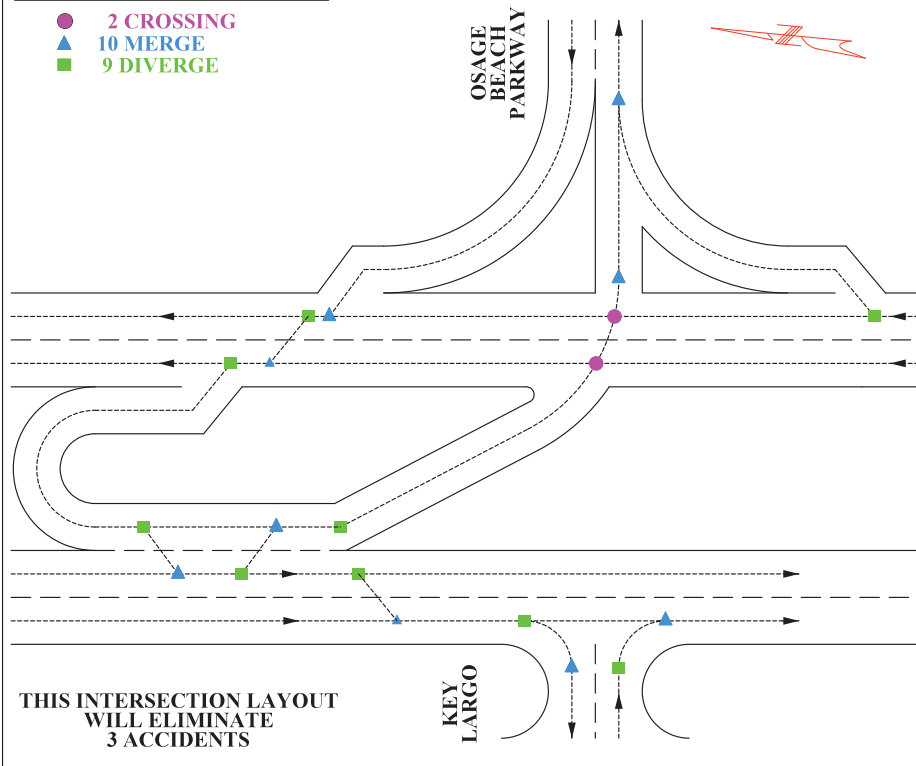 2 CROSSING
10 MERGE
9 DIVERGE
OSAGE
BEACH
PARKWAY
THIS INTERSECTION LAYOUT
WILL ELIMINATE
3 ACCIDENTS
KEY
LARGO